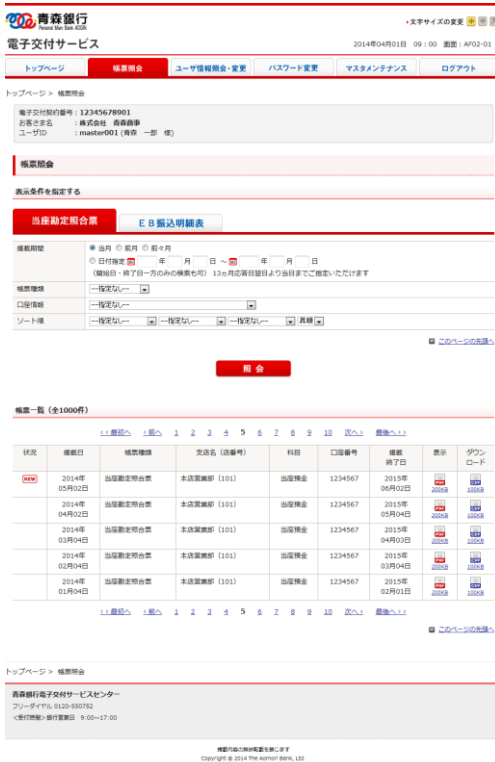 青森銀行
▸文字サイズの変更 小 中
電子交付サービス
2014年04月01日 09：00 画面：AF02-01
トップページ 帳票照会 ユーザ情報照会・変更 パスワード変更 マスタメンテナンス ログアウト
トップページ > 帳票照会
電子交付契約番号：12345678901
お客さま名 ：株式会社 青森商事
ユーザID ：master001 (青森 一郎 様)
帳票照会
表示条件を指定する
当座勘定照合票 ＥＢ振込明細表
掲載期間 当月 前月 前々月
日付指定 年 月 日 ～ 年 月 日
（開始日・終了日一方のみの検索も可） 13ヵ月応答日翌日より当日までご指定いただけます
帳票種類 ---指定なし---
口座情報 ---指定なし---
ソート順 ---指定なし--- ---指定なし--- ---指定なし--- 昇順
このページの先頭へ
照 会
帳票一覧（全1000件）
<<最初へ <前へ 1 2 3 4 5 6 7 8 9 10 次へ> 最後へ>>
状況 掲載日 帳票種類 支店名（店番号） 科目 口座番号 掲載終了日 表示 ダウンロード
NEW 2014年05月02日 当座勘定照合票 本店営業部（101） 当座預金 1234567 2015年06月02日 PDF 200KB CSV 100KB
2014年04月02日 当座勘定照合票 本店営業部（101） 当座預金 1234567 2015年05月04日 PDF 200KB CSV 100KB
2014年03月04日 当座勘定照合票 本店営業部（101） 当座預金 1234567 2015年04月03日 PDF 200KB CSV 100KB
2014年02月04日 当座勘定照合票 本店営業部（101） 当座預金 1234567 2015年03月04日 PDF 200KB CSV 100KB
2014年01月04日 当座勘定照合票 本店営業部（101） 当座預金 1234567 2015年02月01日 PDF 200KB CSV 100KB
<<最初へ <前へ 1 2 3 4 5 6 7 8 9 10 次へ> 最後へ>>
このページの先頭へ
トップページ > 帳票照会
青森銀行電子交付サービスセンター
フリーダイヤル 0120-550752
<受付時間> 銀行営業日 9:00～17:00
掲載内容の無断転載を禁じます
Copyright © 2014 The Aomori Bank, Ltd.